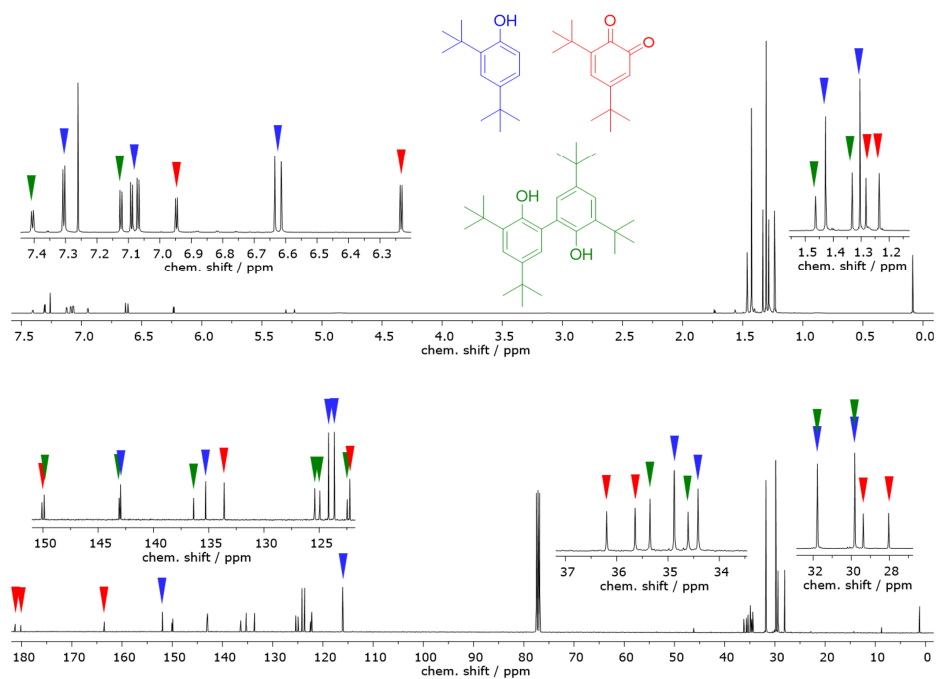 OH
O
O
OH
OH
7.4 7.3 7.2 7.1 7.0 6.9 6.8 6.7 6.6 6.5 6.4 6.3
chem. shift / ppm
1.5 1.4 1.3 1.2
chem. shift / ppm
7.5 7.0 6.5 6.0 5.5 5.0 4.5 4.0 3.5 3.0 2.5 2.0 1.5 1.0 0.5 0.0
chem. shift / ppm
150 145 140 135 130 125
chem. shift / ppm
37 36 35 34
chem. shift / ppm
32 30 28
chem. shift / ppm
180 170 160 150 140 130 120 110 100 90 80 70 60 50 40 30 20 10 0
chem. shift / ppm